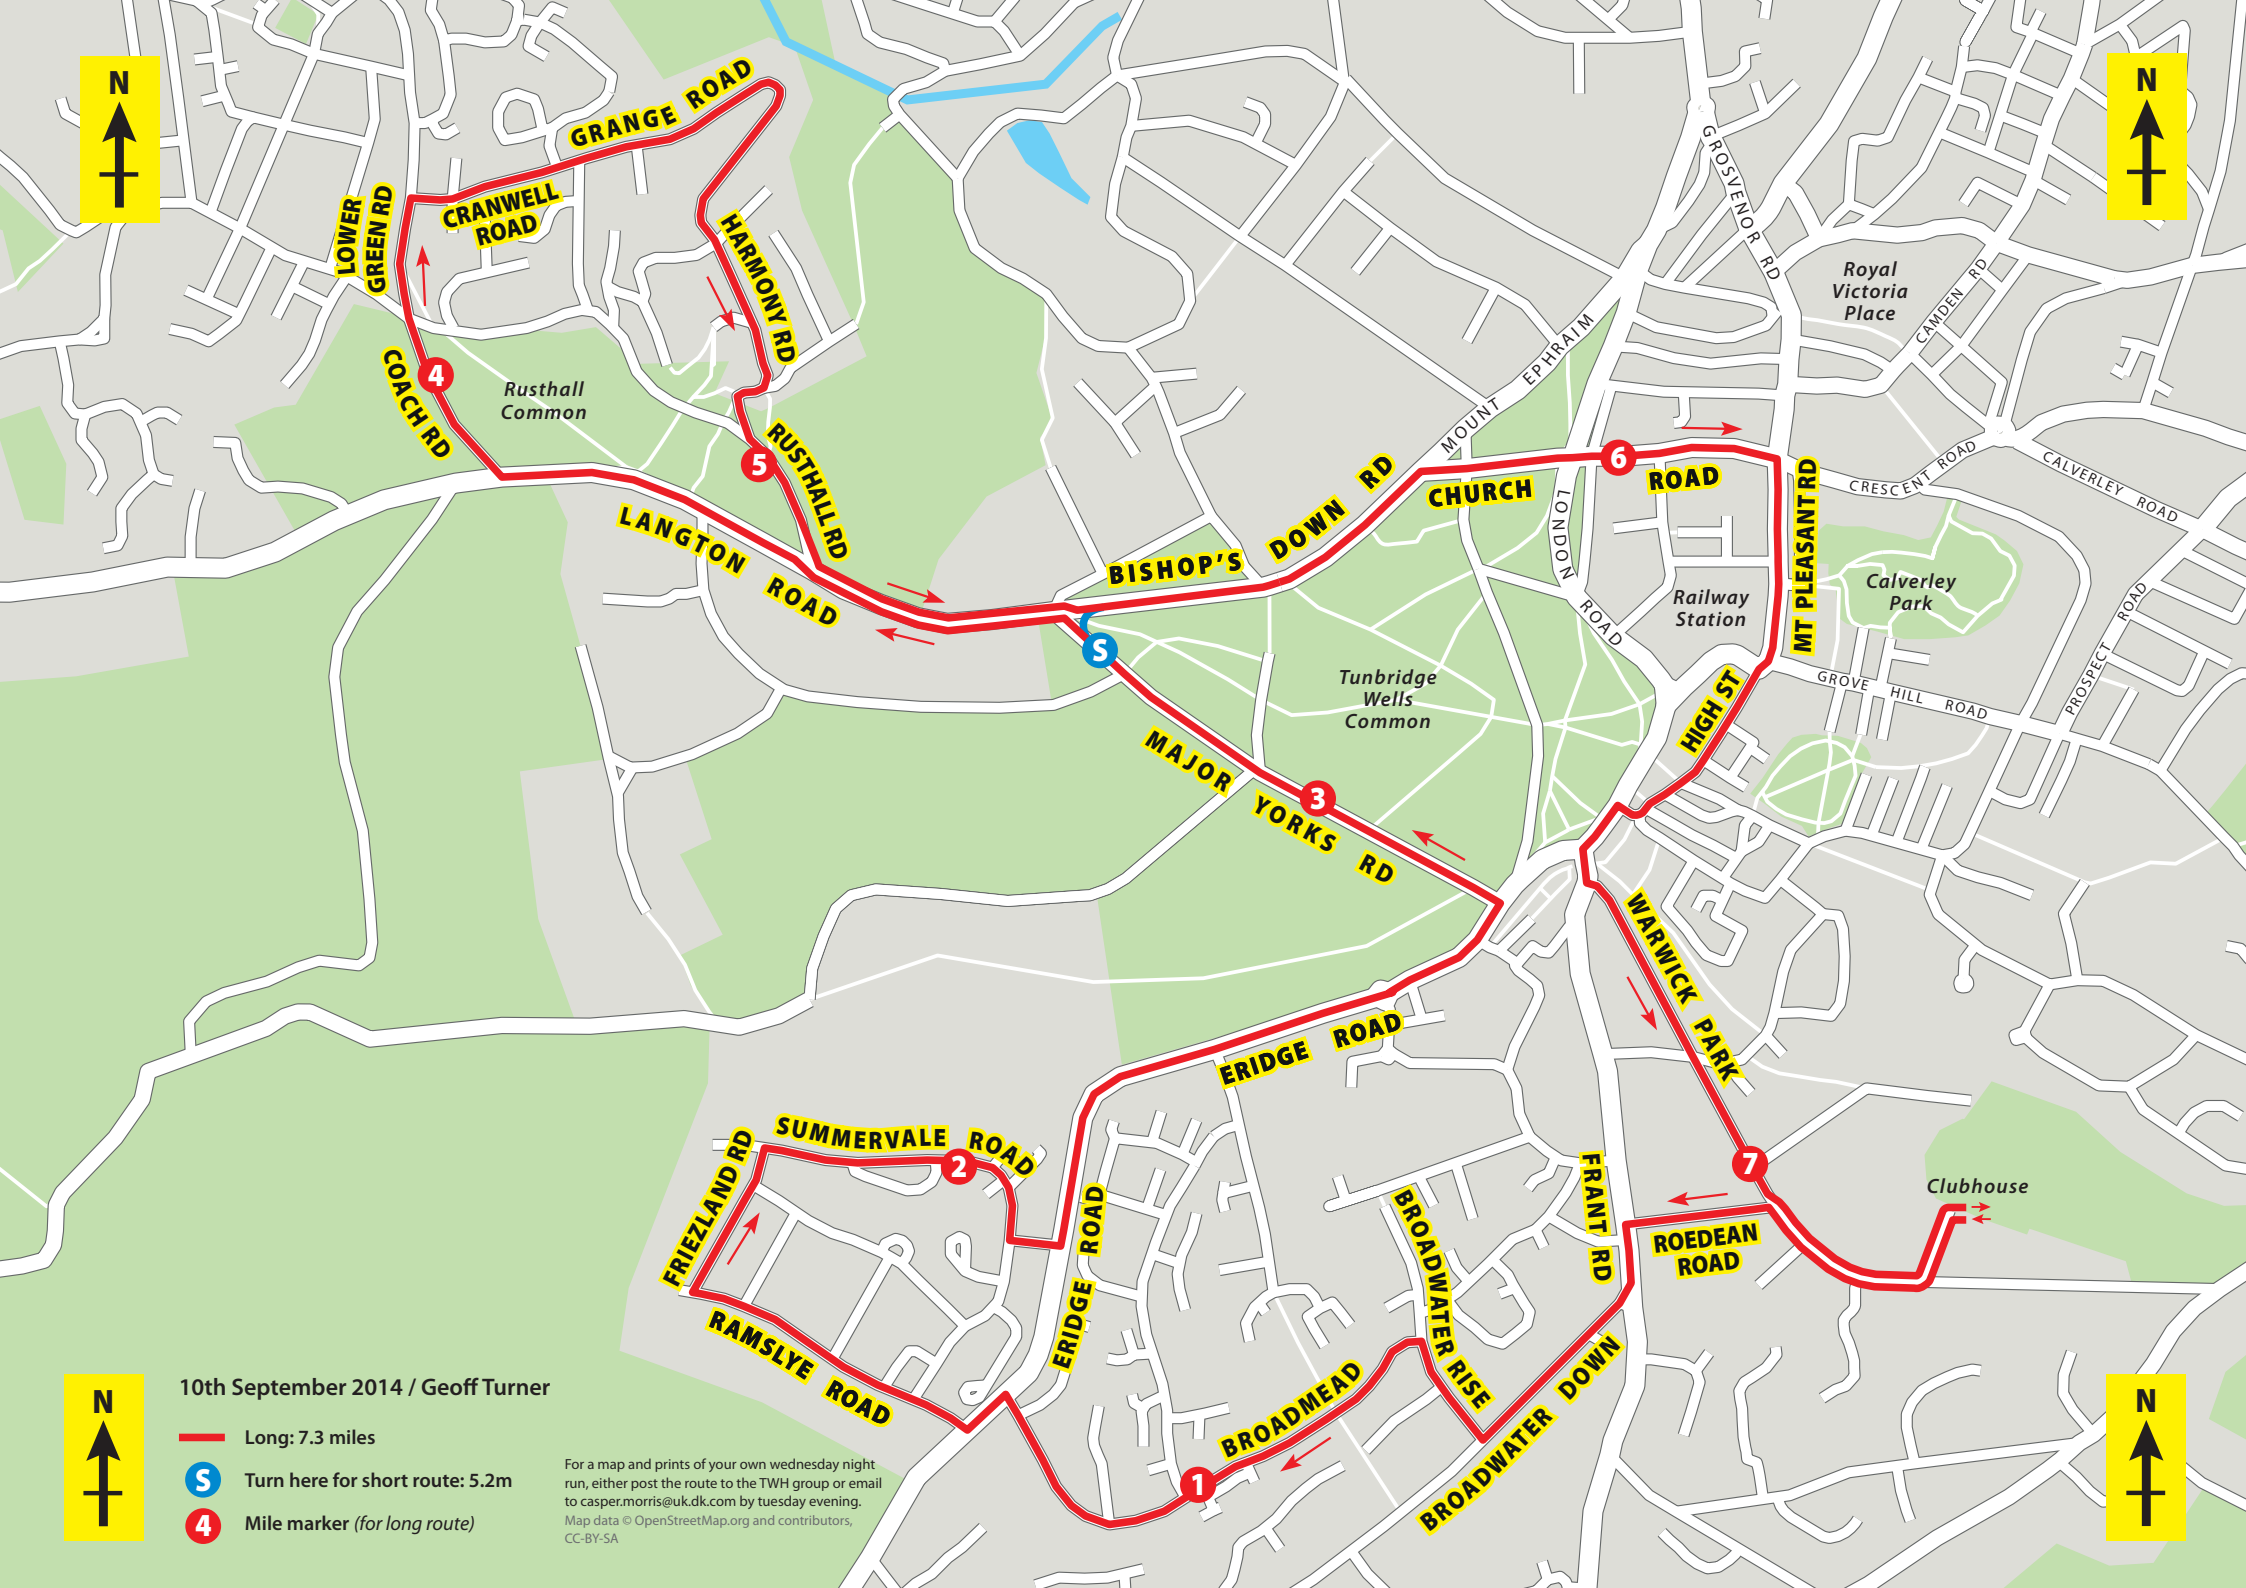 N
N
GRANGE ROAD
GROSVENOR RD
LOWER
GREEN RD
CRANWELL
ROAD
HARMONY RD
Royal
Victoria
Place
CAMDEN RD
MOUNT EPHRAIM
COACH RD
4
Rusthall
Common
5
RUSTHALL RD
LANGTON ROAD
BISHOP'S DOWN RD
CHURCH ROAD
6
LONDON ROAD
MT PLEASANT RD
CRESCENT ROAD
CALVERLEY ROAD
Calverley
Park
Railway
Station
PROSPECT ROAD
GROVE HILL ROAD
S
Tunbridge
Wells
Common
HIGH ST
MAJOR YORKS RD
3
WARWICK PARK
ERIDGE ROAD
SUMMERVALE ROAD
2
FRIEZLAND RD
RAMSLYE ROAD
ERIDGE ROAD
7
Clubhouse
FRANT RD
ROEDEAN
ROAD
BROADWATER RISE
BROADMEAD
1
BROADWATER DOWN
N
10th September 2014 / Geoff Turner
Long: 7.3 miles
S Turn here for short route: 5.2m
4 Mile marker (for long route)
For a map and prints of your own wednesday night
run, either post the route to the TWH group or email
to casper.morris@uk.dk.com by tuesday evening.
Map data © OpenStreetMap.org and contributors,
CC-BY-SA
N